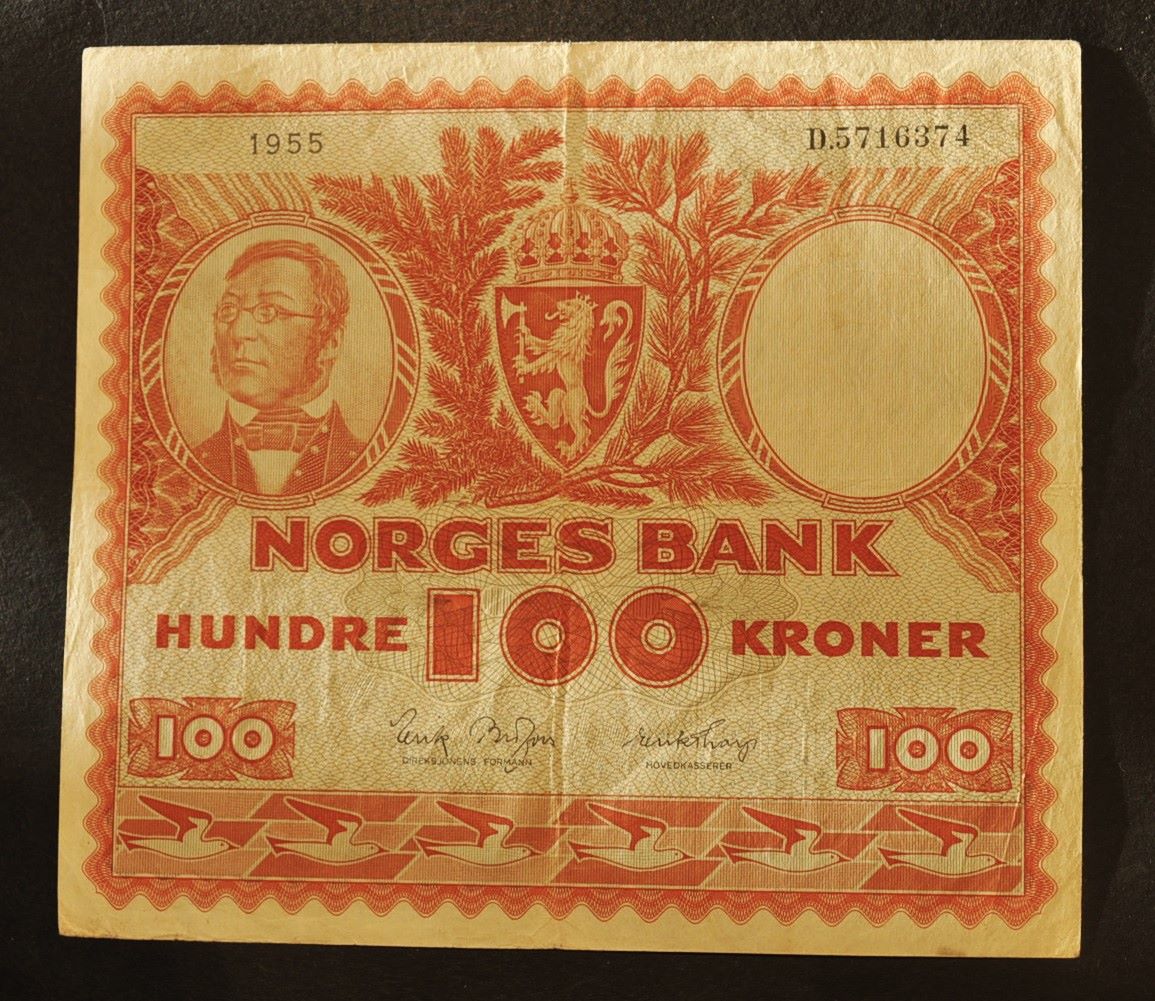 1955
D.5716374
NORGES BANK
HUNDRE 100 KRONER
100
100
DIREKSJONENS FORMANN
HOVEDKASSERER